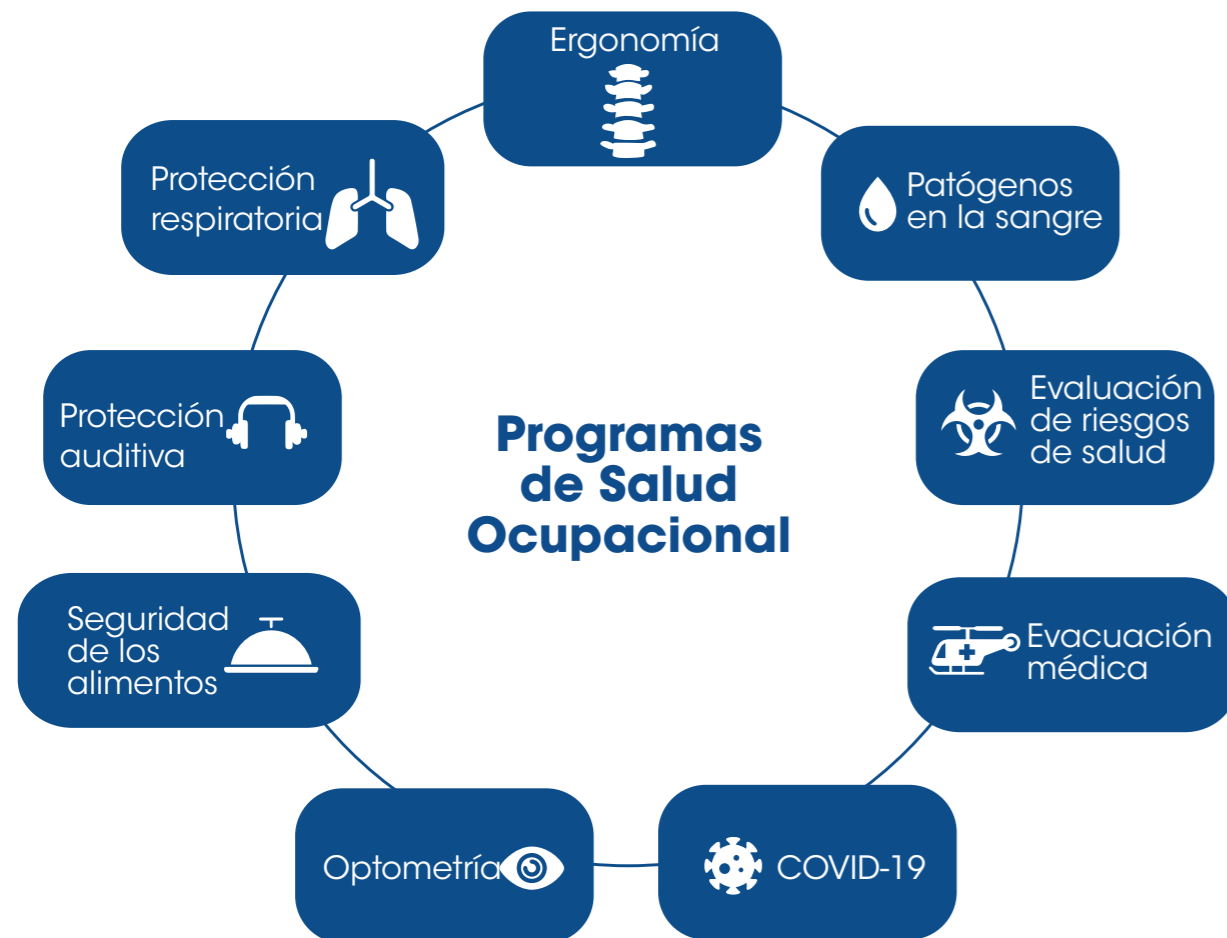 Ergonomía
Patógenos
en la sangre
Evaluación
de riesgos
de salud
Evacuación
médica
COVID-19
Optometría
Seguridad
de los
alimentos
Protección
auditiva
Protección
respiratoria
Programas
de Salud
Ocupacional